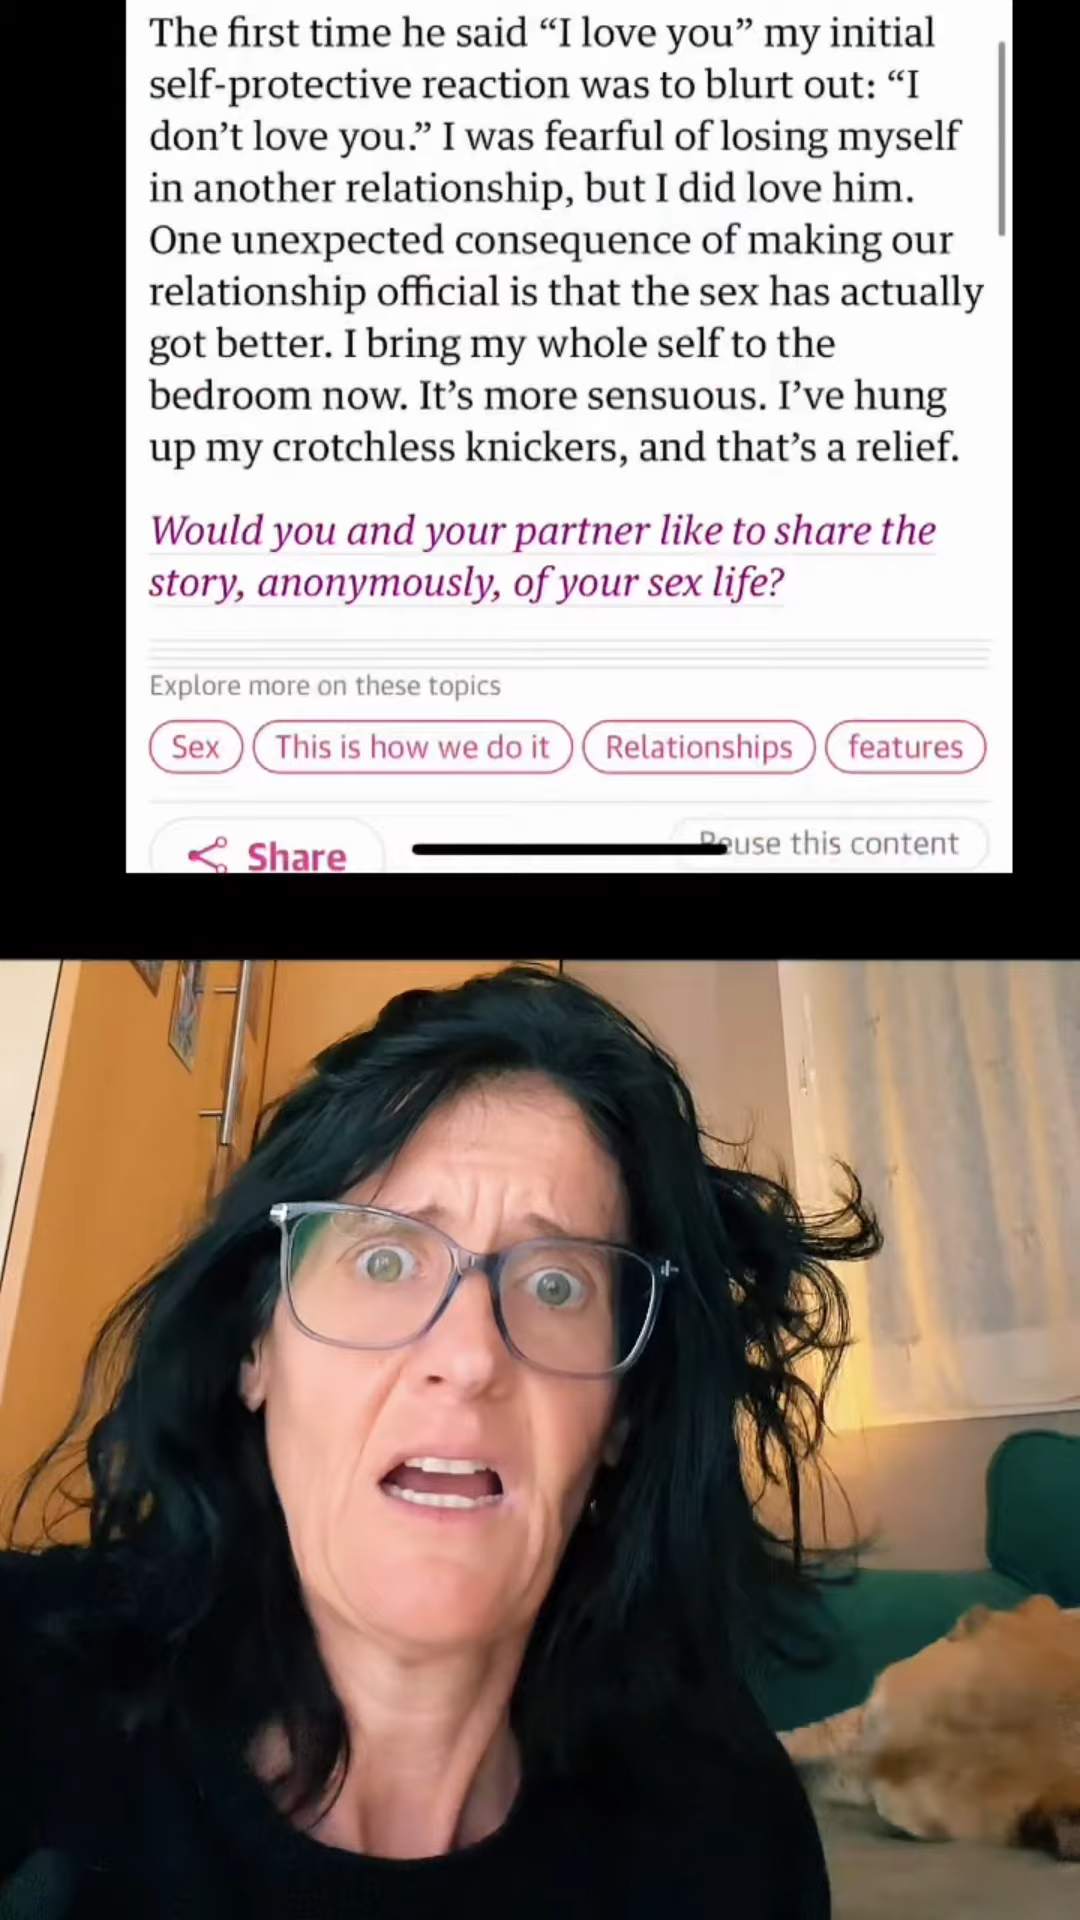 The first time he said “I love you” my initial
self-protective reaction was to blurt out: “I
don’t love you.” I was fearful of losing myself
in another relationship, but I did love him.
One unexpected consequence of making our
relationship official is that the sex has actually
got better. I bring my whole self to the
bedroom now. It’s more sensuous. I’ve hung
up my crotchless knickers, and that’s a relief.
Would you and your partner like to share the
story, anonymously, of your sex life?
Explore more on these topics
Sex This is how we do it Relationships features
Share Reuse this content